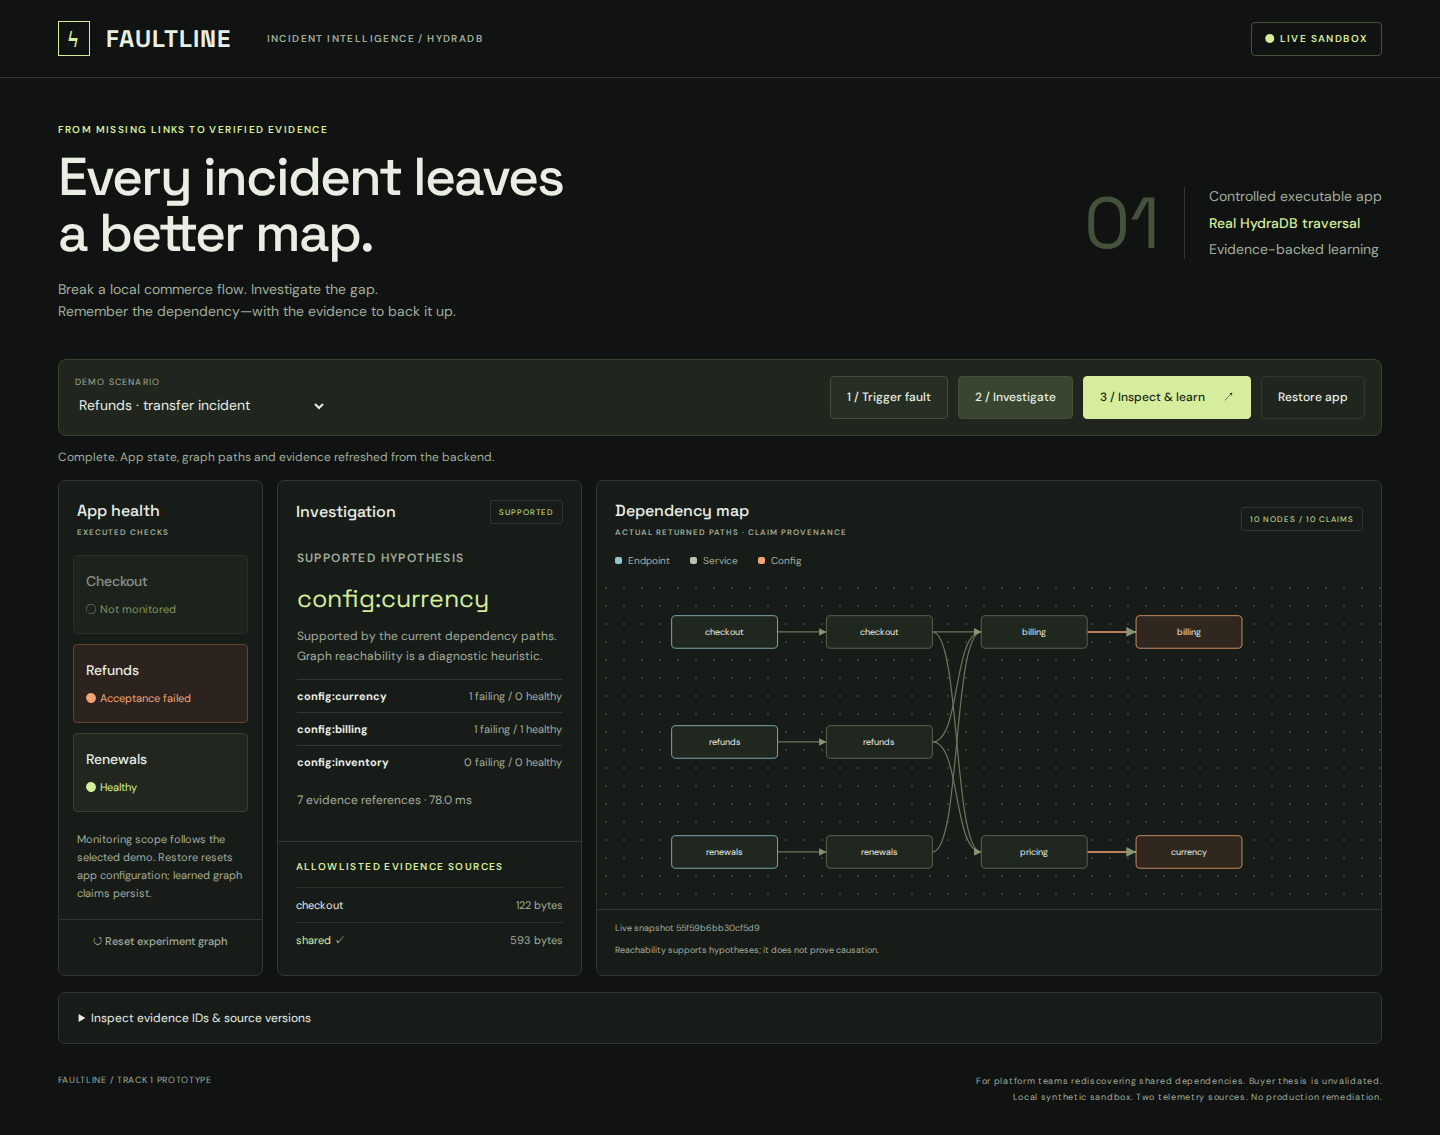 FAULTLINE
INCIDENT INTELLIGENCE / HYDRADB
LIVE SANDBOX
FROM MISSING LINKS TO VERIFIED EVIDENCE
Every incident leaves
a better map.
Break a local commerce flow. Investigate the gap.
Remember the dependency—with the evidence to back it up.
01
Controlled executable app
Real HydraDB traversal
Evidence-backed learning
DEMO SCENARIO
Refunds · transfer incident
1 / Trigger fault
2 / Investigate
3 / Inspect & learn ↗
Restore app
Complete. App state, graph paths and evidence refreshed from the backend.
App health
EXECUTED CHECKS
Checkout
Not monitored
Refunds
Acceptance failed
Renewals
Healthy
Monitoring scope follows the
selected demo. Restore resets
app configuration; learned graph
claims persist.
↺ Reset experiment graph
Investigation
SUPPORTED
SUPPORTED HYPOTHESIS
config:currency
Supported by the current dependency paths.
Graph reachability is a diagnostic heuristic.
config:currency 1 failing / 0 healthy
config:billing 1 failing / 1 healthy
config:inventory 0 failing / 0 healthy
7 evidence references · 78.0 ms
ALLOWLISTED EVIDENCE SOURCES
checkout 122 bytes
shared ✓ 593 bytes
Dependency map
ACTUAL RETURNED PATHS · CLAIM PROVENANCE
10 NODES / 10 CLAIMS
Endpoint
Service
Config
checkout
checkout
billing
billing
refunds
refunds
renewals
renewals
pricing
currency
Live snapshot 55f59b6bb30cf5d9
Reachability supports hypotheses; it does not prove causation.
▶ Inspect evidence IDs & source versions
FAULTLINE / TRACK 1 PROTOTYPE
For platform teams rediscovering shared dependencies. Buyer thesis is unvalidated.
Local synthetic sandbox. Two telemetry sources. No production remediation.